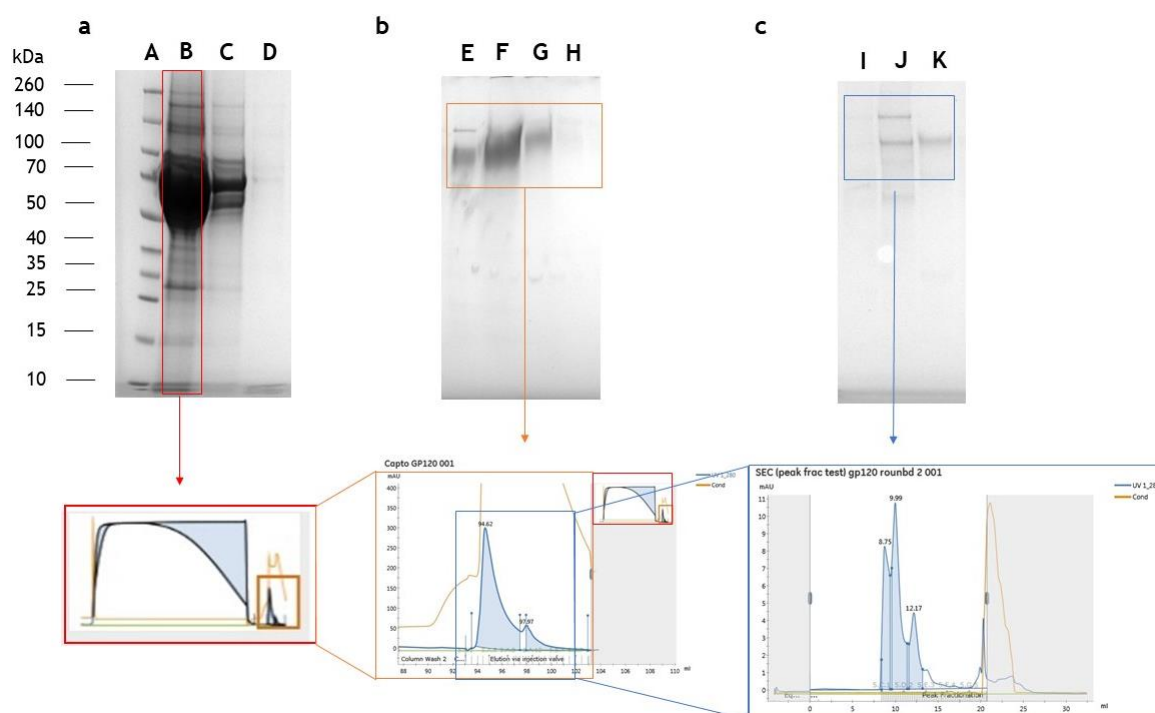 a
b
c
kDa
A B C D
E F G H
I J K
260
140
100
70
50
40
35
25
15
10
Capto GP120 001
mAU
UV 1_280
Cond
400
350
300
250
200
150
100
50
0
94.62
97.97
Column Wash 2
Elution via injection valve
88 90 92 94 96 98 100 102 104 106 108 110
ml
SEC (peak frac test) gp120 rounbd 2 001
mAU
UV 1_280
Cond
11
10
9
8
7
6
5
4
3
2
1
0
8.75
9.99
12.17
Peak Fractionation
0 5 10 15 20 25 30
ml